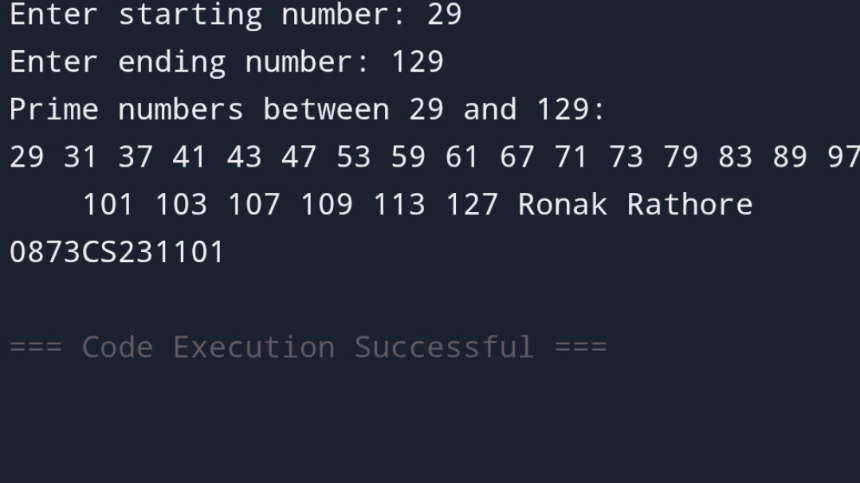 Enter starting number: 29
Enter ending number: 129
Prime numbers between 29 and 129:
29 31 37 41 43 47 53 59 61 67 71 73 79 83 89 97
101 103 107 109 113 127 Ronak Rathore
0873CS231101
=== Code Execution Successful ===